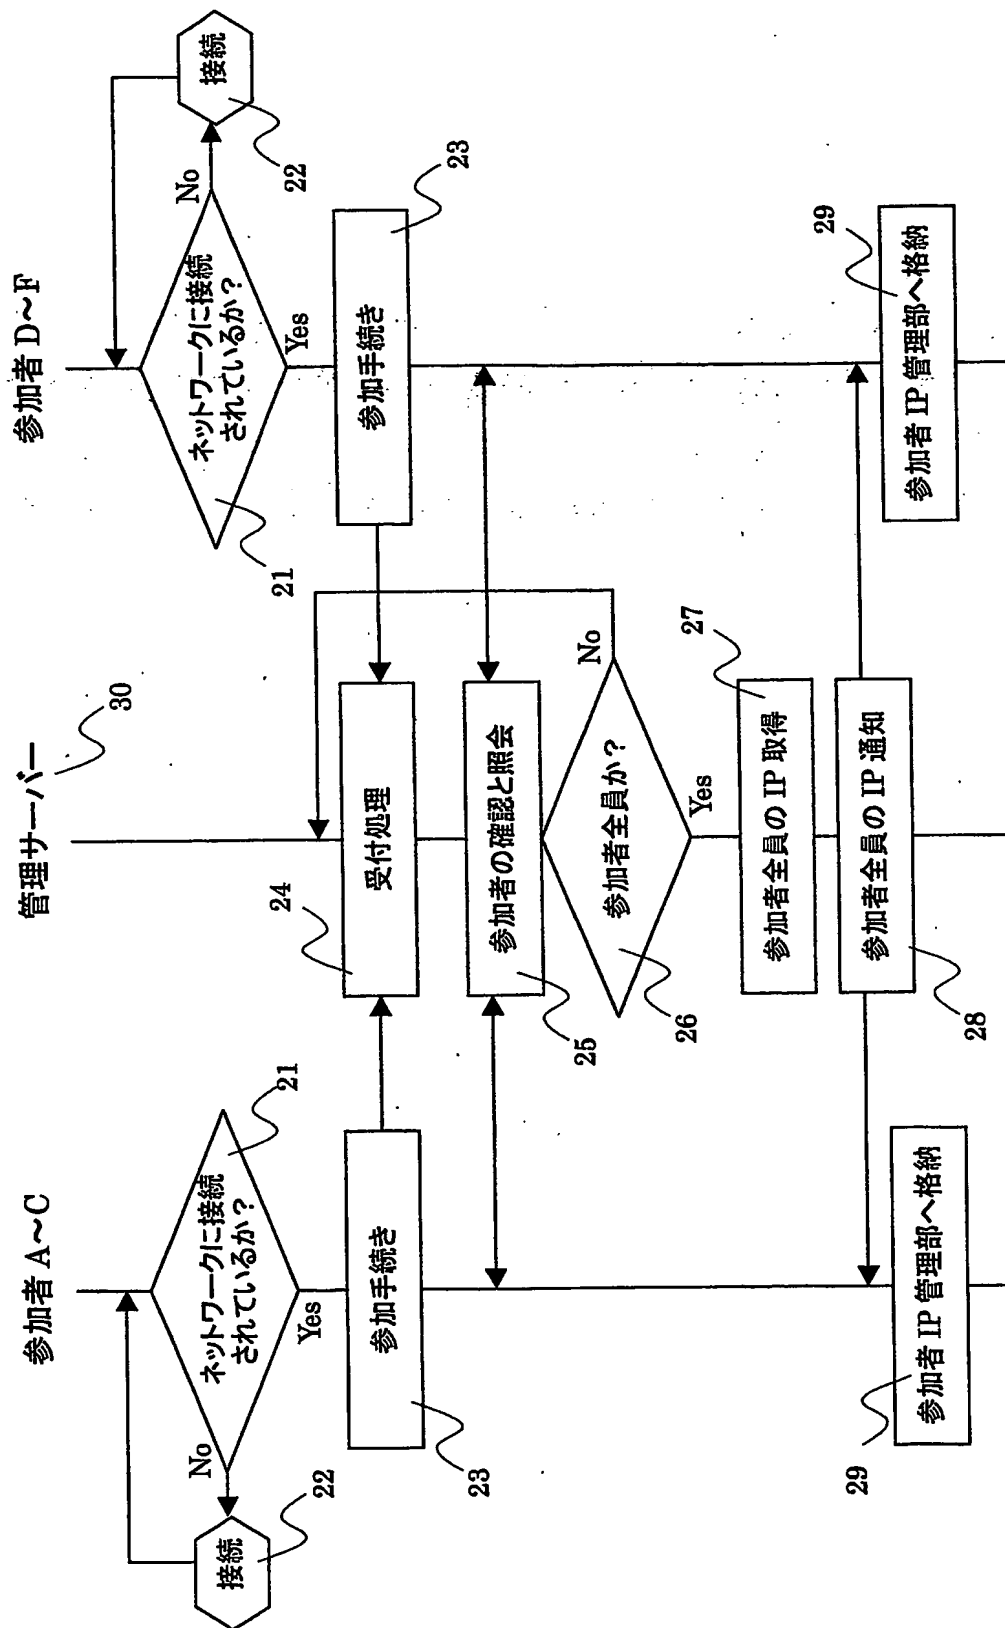 参加者 A～C
ネットワークに接続
されているか？
21
No
接続
22
Yes
参加手続き
23
参加者 IP 管理部へ格納
29
管理サーバー
30
受付処理
24
参加者の確認と照会
25
参加者全員か？
26
No
Yes
参加者全員の IP 取得
27
参加者全員の IP 通知
28
参加者 D～F
ネットワークに接続
されているか？
21
No
接続
22
Yes
参加手続き
23
参加者 IP 管理部へ格納
29